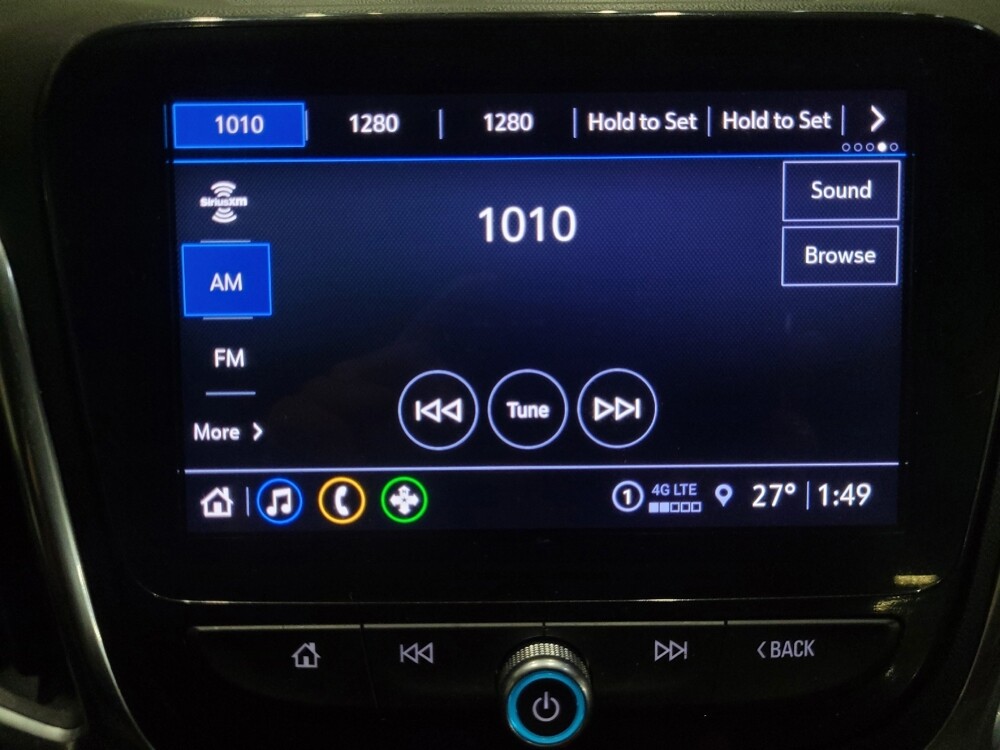 1010 | 1280 | 1280 | Hold to Set | Hold to Set | >
SiriusXM
1010
Sound
AM
Browse
FM
Tune
More >
1 4G LTE 27° | 1:49
< BACK